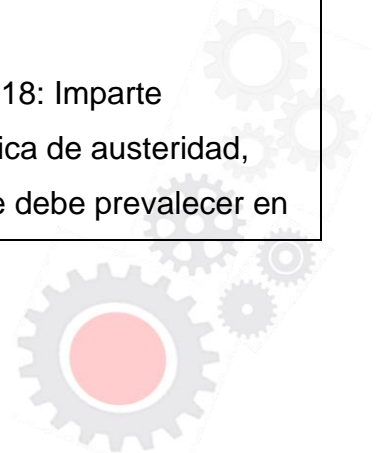 18: Imparte
ica de austeridad,
e debe prevalecer en